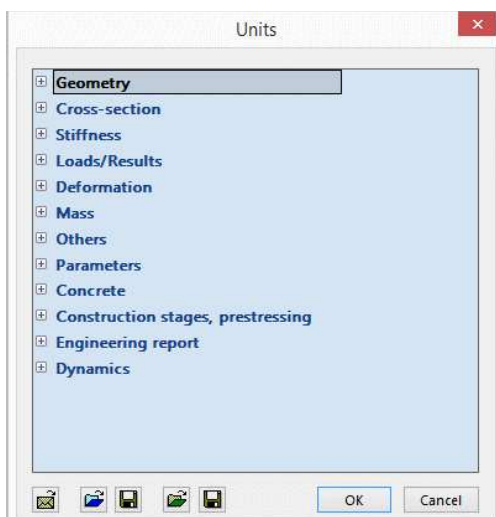 Units
Geometry
Cross-section
Stiffness
Loads/Results
Deformation
Mass
Others
Parameters
Concrete
Construction stages, prestressing
Engineering report
Dynamics
OK Cancel